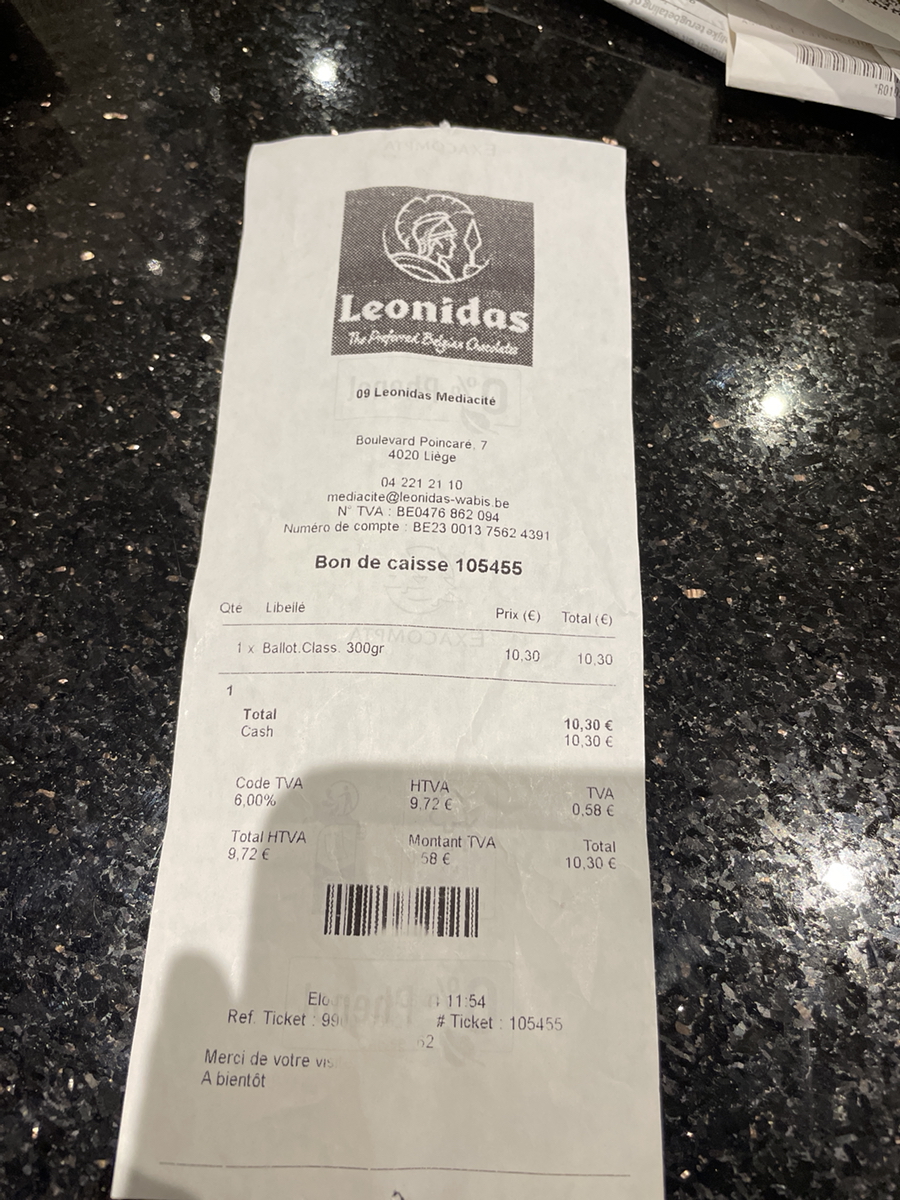 Leonidas
The Preferred Belgian Chocolates
09 Leonidas Mediacité
Boulevard Poincaré, 7
4020 Liège
04 221 21 10
mediacite@leonidas-wabis.be
N° TVA : BE0476 862 094
Numéro de compte : BE23 0013 7562 4391
Bon de caisse 105455
Qté Libellé Prix (€) Total (€)
1 x Ballot.Class. 300gr 10,30 10,30
1
Total 10,30 €
Cash 10,30 €
Code TVA HTVA TVA
6,00% 9,72 € 0,58 €
Total HTVA Montant TVA Total
9,72 € 58 € 10,30 €
11:54
Ref. Ticket : # Ticket : 105455
Merci de votre
A bientôt